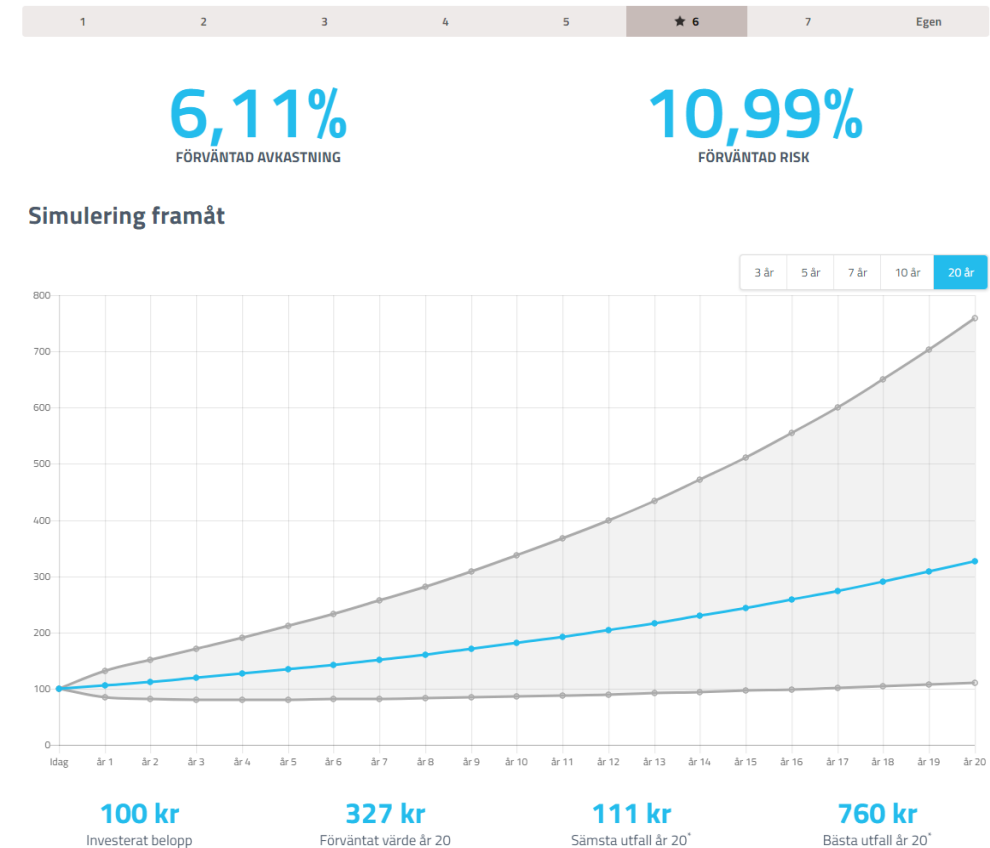 1 2 3 4 5 ★ 6 7 Egen
6,11% 10,99%
FÖRVÄNTAD AVKASTNING FÖRVÄNTAD RISK
Simulering framåt
3 år 5 år 7 år 10 år 20 år
800
700
600
500
400
300
200
100
0
Idag år 1 år 2 år 3 år 4 år 5 år 6 år 7 år 8 år 9 år 10 år 11 år 12 år 13 år 14 år 15 år 16 år 17 år 18 år 19 år 20
100 kr 327 kr 111 kr 760 kr
Investerat belopp Förväntat värde år 20 Sämsta utfall år 20* Bästa utfall år 20*